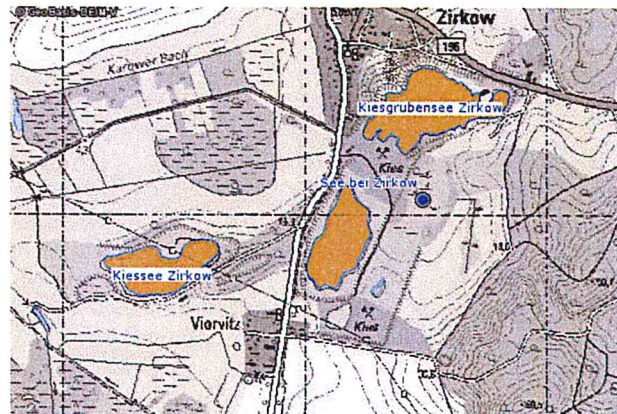 © GeoBasis-DE/M-V
Zirkow
196
Karower Bach
Kiesgrubensee Zirkow
Kies
See bei Zirkow
Kiessee Zirkow
Viervitz
Kies